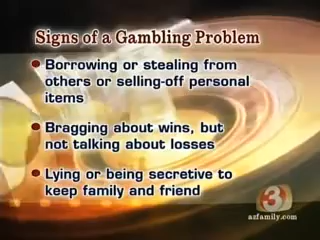 Signs of a Gambling Problem
Borrowing or stealing from
others or selling-off personal
items
Bragging about wins, but
not talking about losses
Lying or being secretive to
keep family and friend
3
azfamily.com